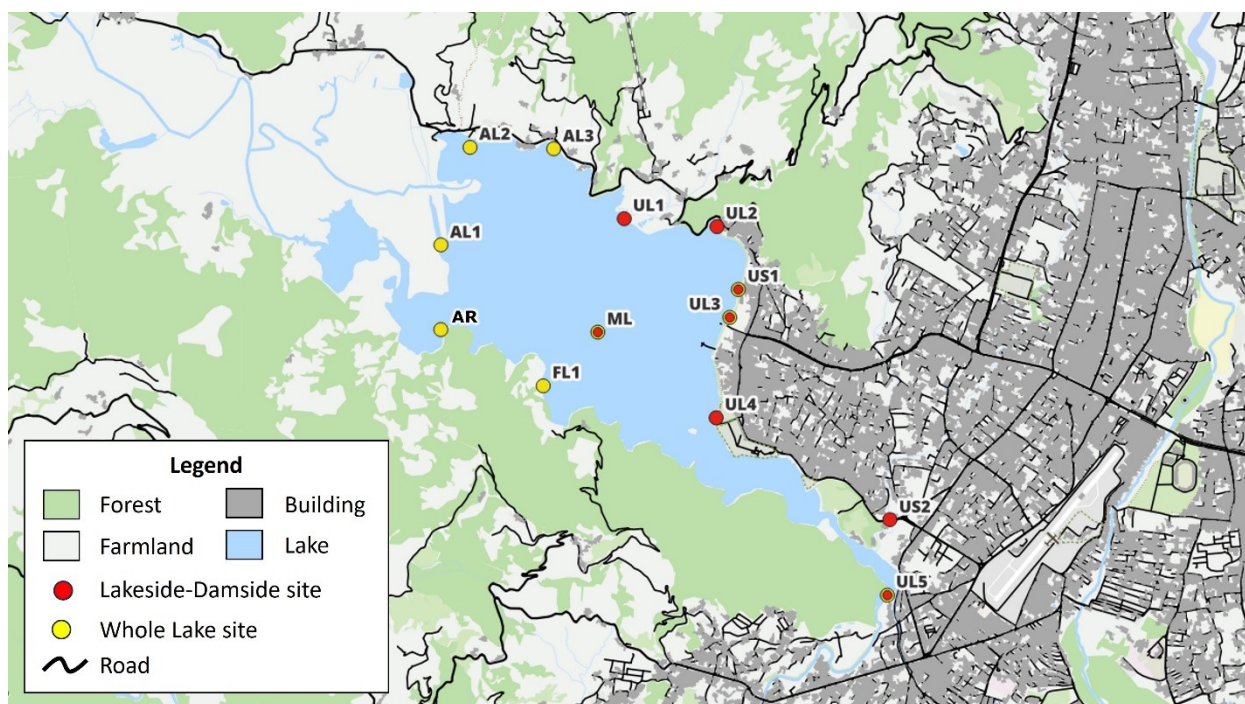 AL2
AL3
UL1
UL2
AL1
US1
UL3
AR
ML
FL1
UL4
US2
UL5
Legend
Forest
Building
Farmland
Lake
Lakeside-Damside site
Whole Lake site
Road